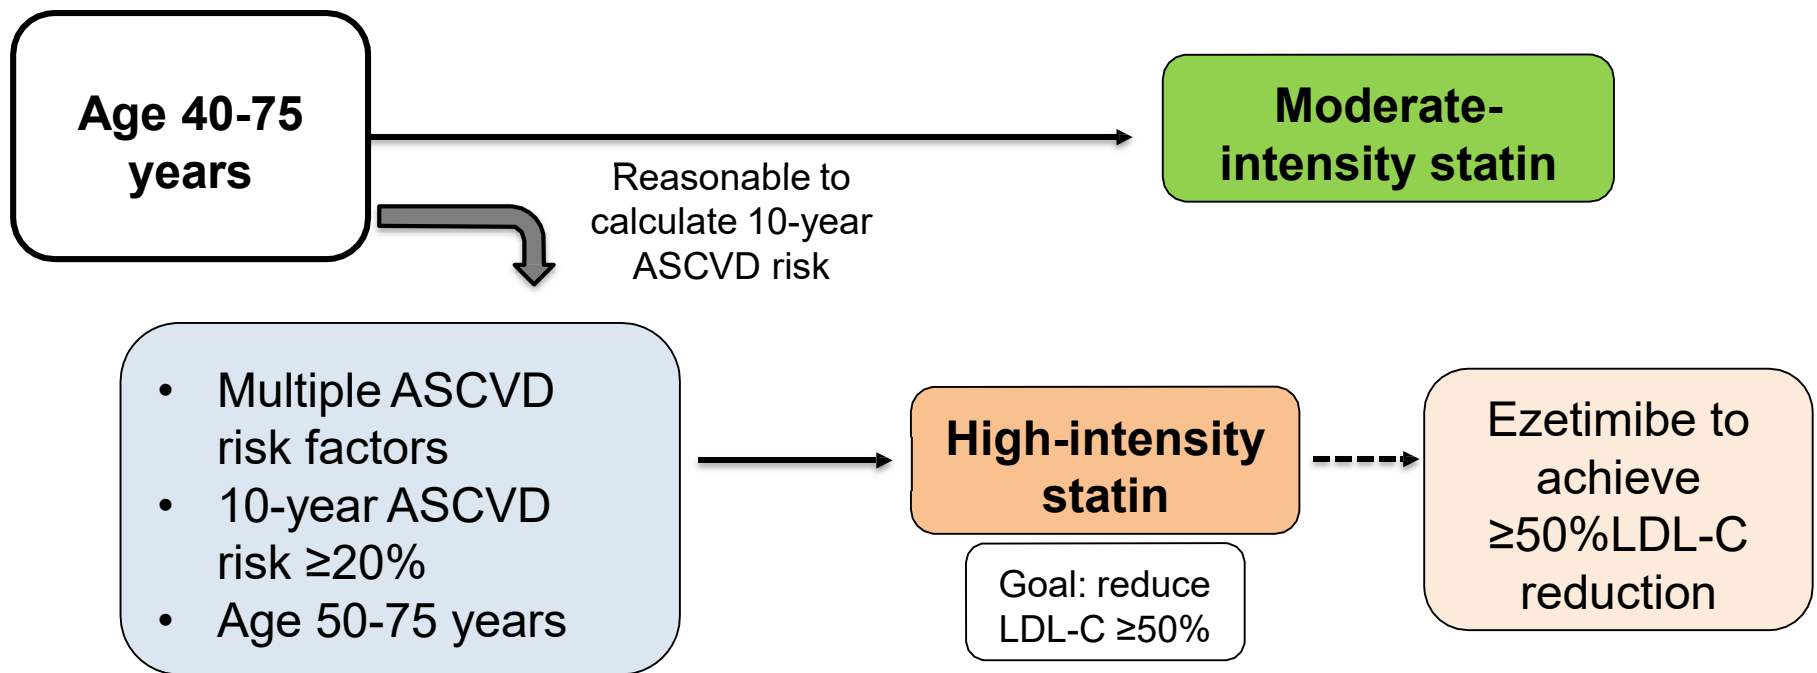 Age 40-75
years
Moderate-
intensity statin
Reasonable to
calculate 10-year
ASCVD risk
• Multiple ASCVD
risk factors
• 10-year ASCVD
risk ≥20%
• Age 50-75 years
High-intensity
statin
Goal: reduce
LDL-C ≥50%
Ezetimibe to
achieve
≥50%LDL-C
reduction